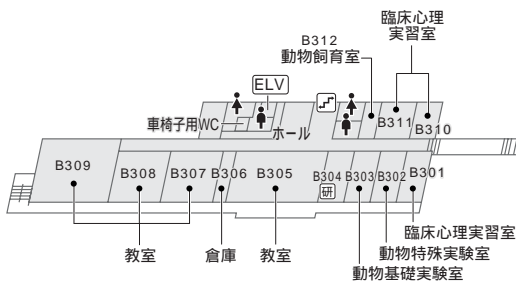 臨床心理
実習室
B312
動物飼育室
ELV
車椅子用WC
ホール
B311
B310
B309
B308
B307
B306
B305
B304
研
B303
B302
B301
教室
倉庫
教室
臨床心理実習室
動物特殊実験室
動物基礎実験室